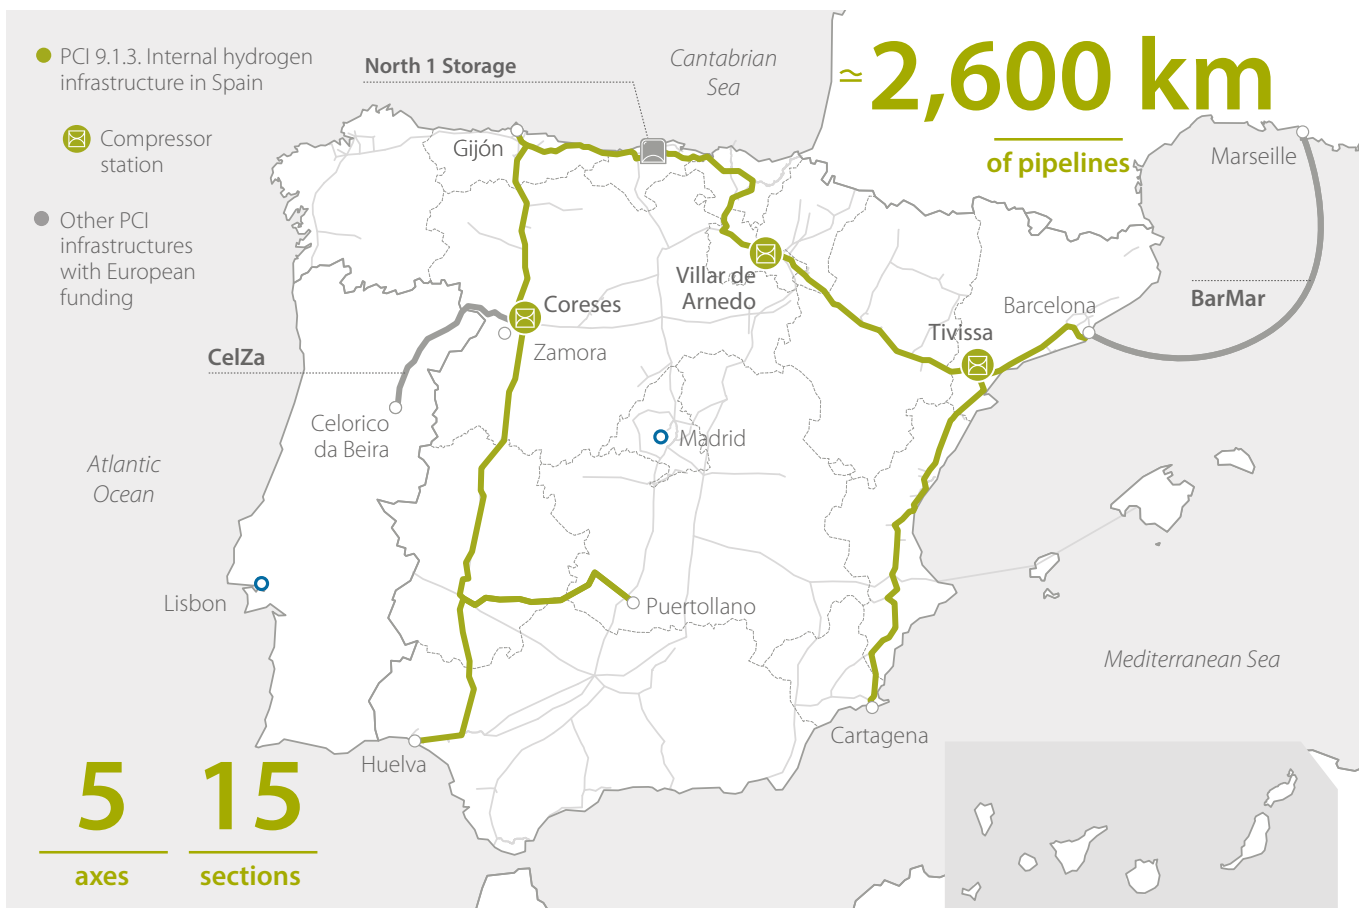 PCI 9.1.3. Internal hydrogen
infrastructure in Spain
Compressor
station
Other PCI
infrastructures
with European
funding
North 1 Storage
Cantabrian
Sea
≃2,600 km
of pipelines
Marseille
Gijón
Villar de
Arnedo
BarMar
Barcelona
Coreses
Tivissa
Zamora
CelZa
Celorico
da Beira
Madrid
Atlantic
Ocean
Lisbon
Puertollano
Mediterranean Sea
Cartagena
Huelva
5
axes
15
sections